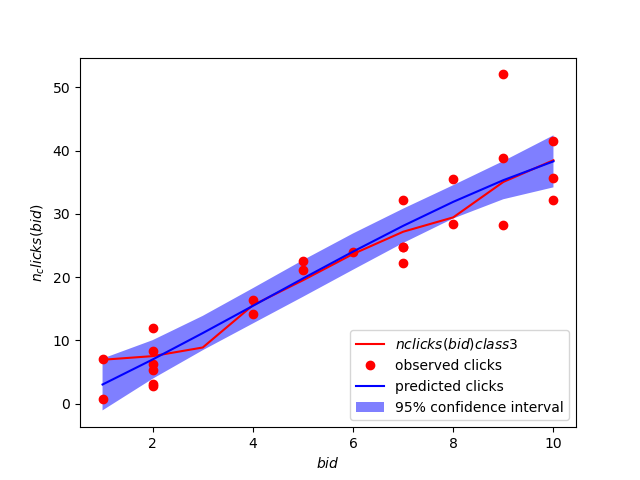 50
40
30
20
10
0
n_clicks(bid)
nclicks(bid)class3
observed clicks
predicted clicks
95% confidence interval
2
4
6
8
10
bid